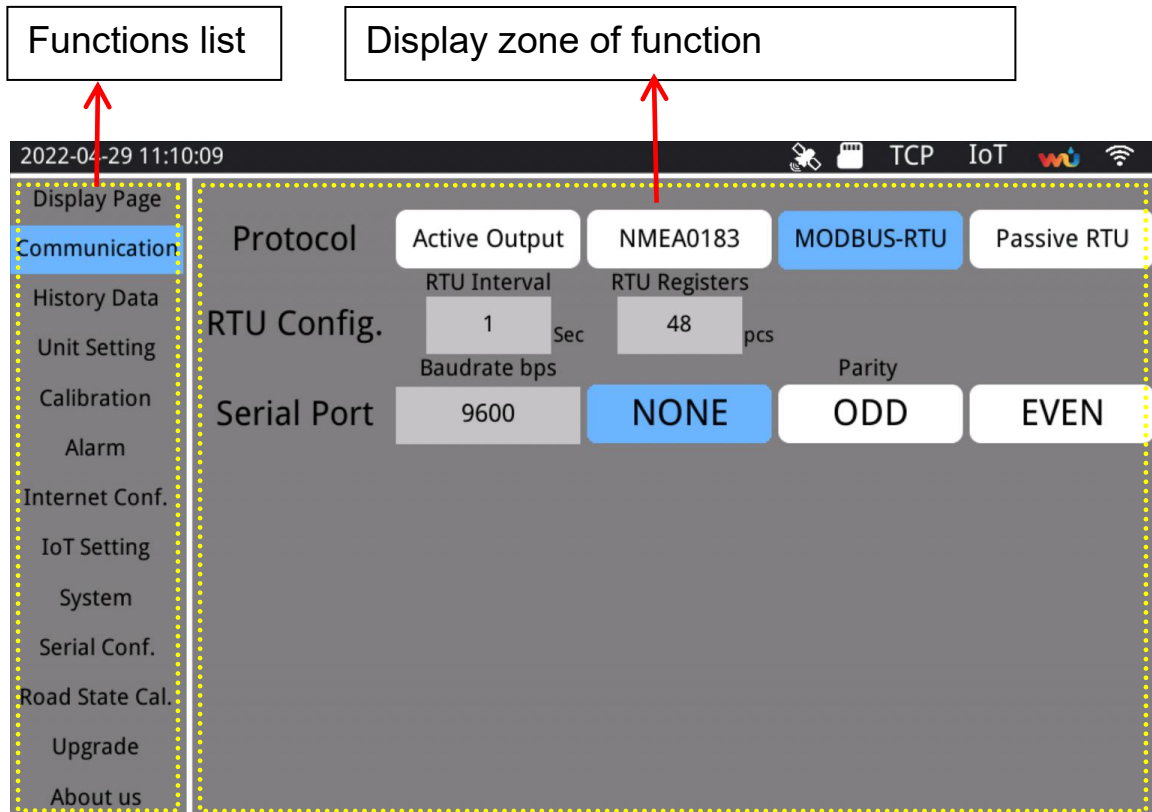 Functions list
Display zone of function
2022-04-29 11:10:09
TCP IoT wu
Display Page
Communication
History Data
Unit Setting
Calibration
Alarm
Internet Conf.
IoT Setting
System
Serial Conf.
Road State Cal.
Upgrade
About us
Protocol Active Output NMEA0183 MODBUS-RTU Passive RTU
RTU Interval RTU Registers
RTU Config. 1 Sec 48 pcs
Baudrate bps Parity
Serial Port 9600 NONE ODD EVEN